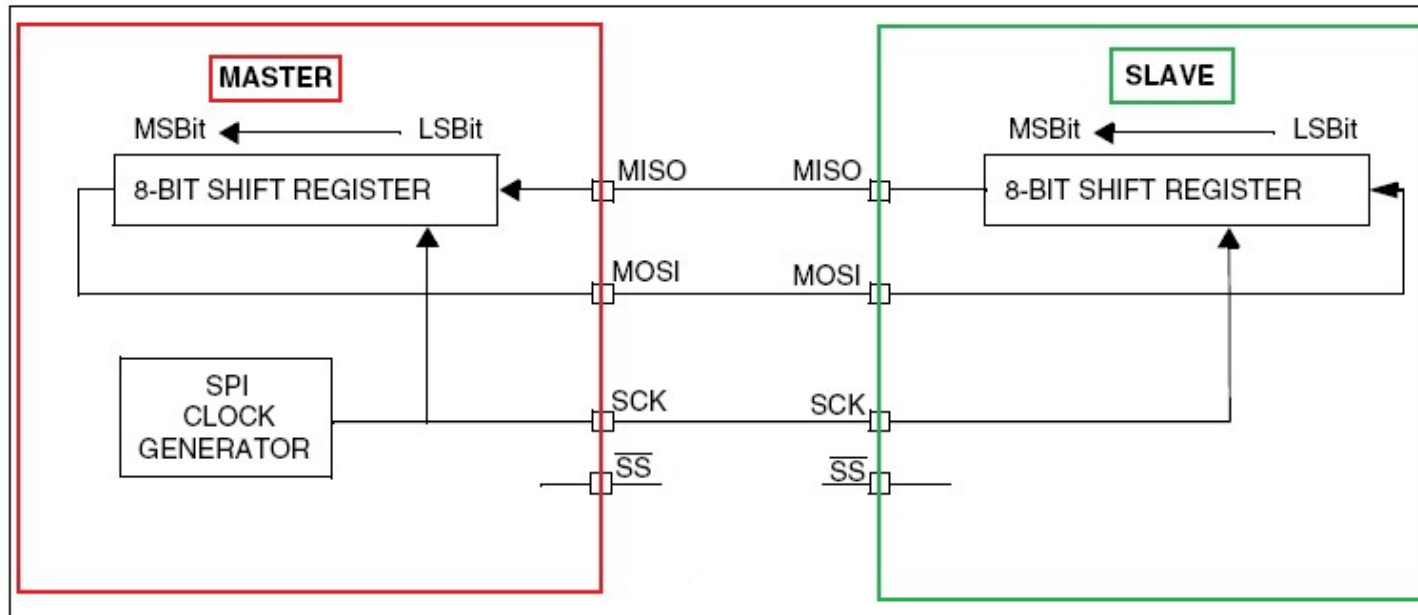 MASTER
SLAVE
MSBit LSBit
MSBit LSBit
8-BIT SHIFT REGISTER
MISO
MISO
8-BIT SHIFT REGISTER
MOSI
MOSI
SPI
CLOCK
GENERATOR
SCK
SCK
SS
SS